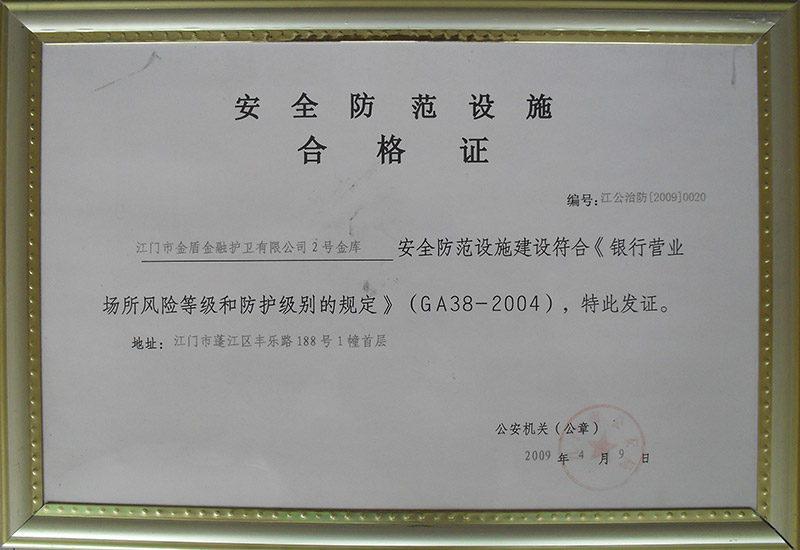 安全防范设施
合格证
编号:江公治防[2009]0020
江门市金盾金融护卫有限公司2号金库 安全防范设施建设符合《银行营业
场所风险等级和防护级别的规定》（GA38-2004），特此发证。
地址：江门市蓬江区丰乐路188号1幢首层
公安机关（公章）
2009 年 4 月 9 日